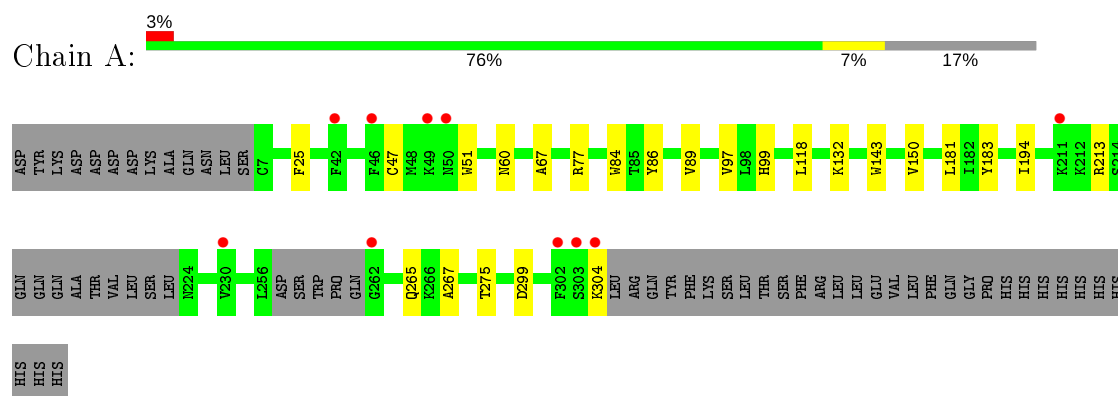 3%
Chain A:
76% 7% 17%
ASP TYR LYS ASP ASP ASP ASP LYS ALA GLN ASN LEU SER C7 F25 F42 F46 C47 M48 K49 N50 W51 N60 A67 R77 W84 T85 Y86 V89 V97 L98 H99 L118 K132 W143 V150 L181 I182 Y183 I194 K211 K212 R213
GLN GLN GLN ALA THR VAL LEU SER LEU N224 V230 L256 ASP SER TRP PRO GLN G262 Q265 K266 A267 T275 D299 F302 S303 K304 LEU ARG GLN TYR PHE LYS SER LEU THR SER PHE ARG LEU LEU GLU VAL LEU PHE GLN GLY PRO HIS HIS HIS HIS HIS HIS HIS
HIS HIS HIS